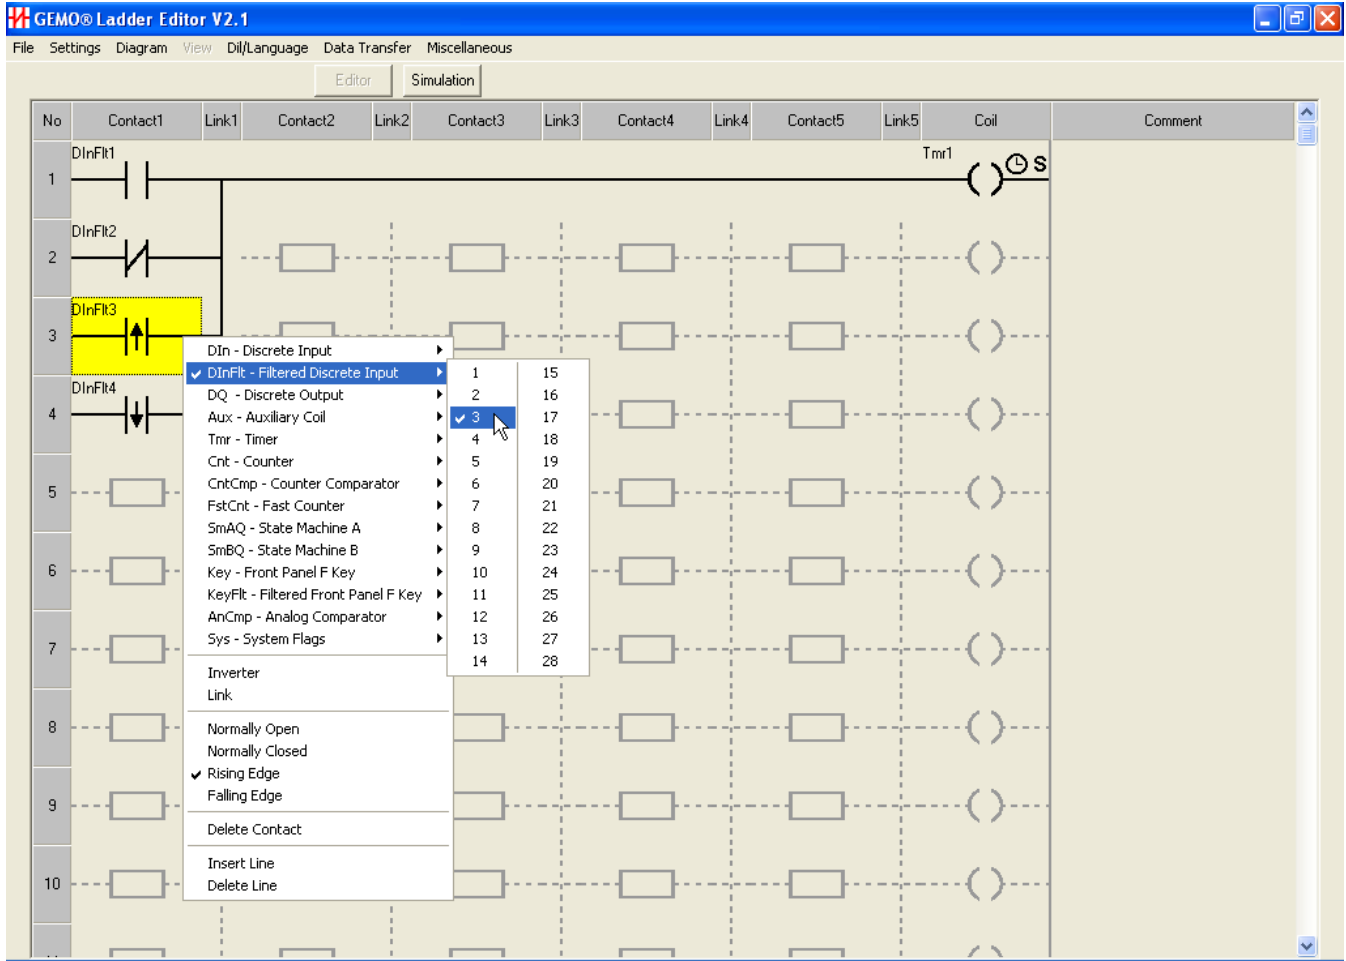 GEMO® Ladder Editor V2.1
File Settings Diagram View Dil/Language Data Transfer Miscellaneous
Editor Simulation
No Contact1 Link1 Contact2 Link2 Contact3 Link3 Contact4 Link4 Contact5 Link5 Coil Comment
DInFlt1 Tmr1
1 S
DInFlt2
2
DInFlt3
3
DInFlt4
4
5
6
7
8
9
10
DIn - Discrete Input
DInFlt - Filtered Discrete Input
DQ - Discrete Output
Aux - Auxiliary Coil
Tmr - Timer
Cnt - Counter
CntCmp - Counter Comparator
FstCnt - Fast Counter
SmAQ - State Machine A
SmBQ - State Machine B
Key - Front Panel F Key
KeyFlt - Filtered Front Panel F Key
AnCmp - Analog Comparator
Sys - System Flags
Inverter
Link
Normally Open
Normally Closed
Rising Edge
Falling Edge
Delete Contact
Insert Line
Delete Line
1 15
2 16
3 17
4 18
5 19
6 20
7 21
8 22
9 23
10 24
11 25
12 26
13 27
14 28